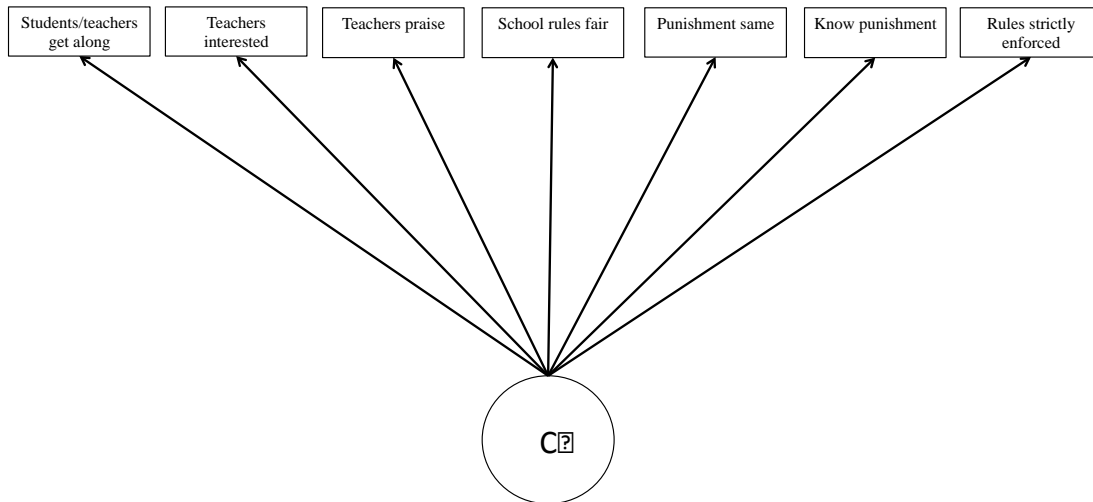 Students/teachers
get along
Teachers
interested
Teachers praise
School rules fair
Punishment same
Know punishment
Rules strictly
enforced
C